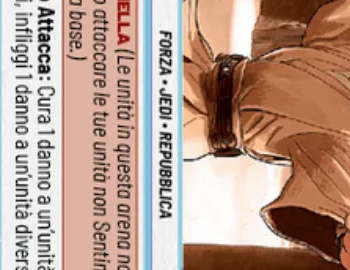 FORZA • JEDI • REPUBBLICA
ELLA (Le unità in questa arena no
attaccare le tue unità non Sentin
base.)
Attacca: Cura 1 danno a un'unità
infliggi 1 danno a un'unità divers